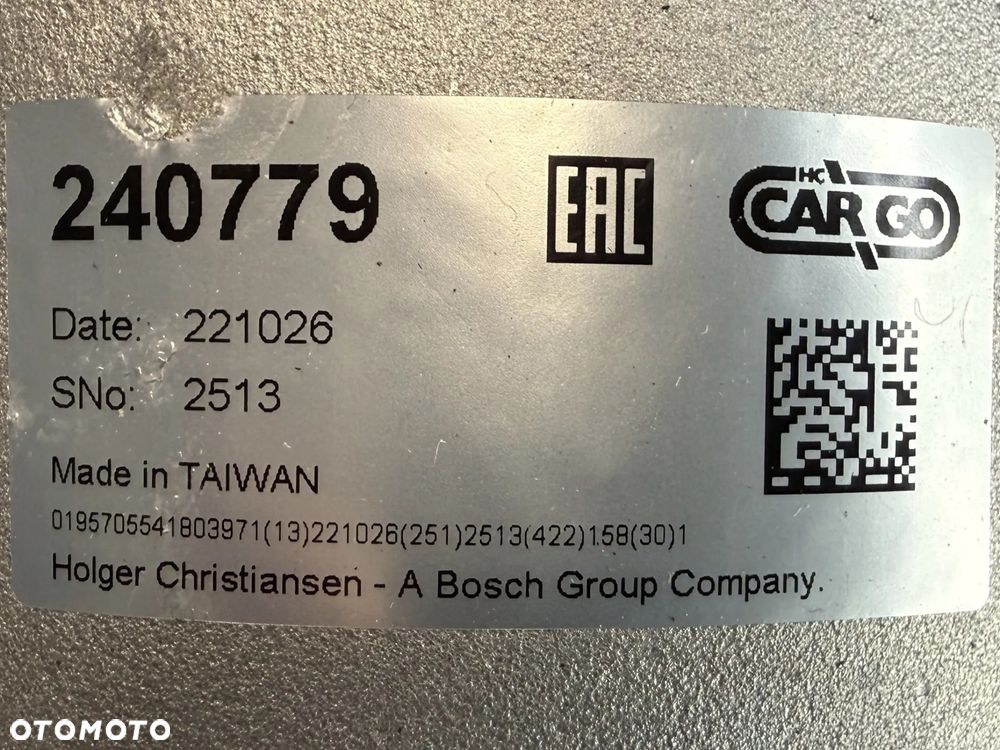 240779
EAC
HC
CARGO
Date: 221026
SNo: 2513
Made in TAIWAN
0195705541803971(13)221026(251)2513(422)158(30)1
Holger Christiansen - A Bosch Group Company.
OTOMOTO